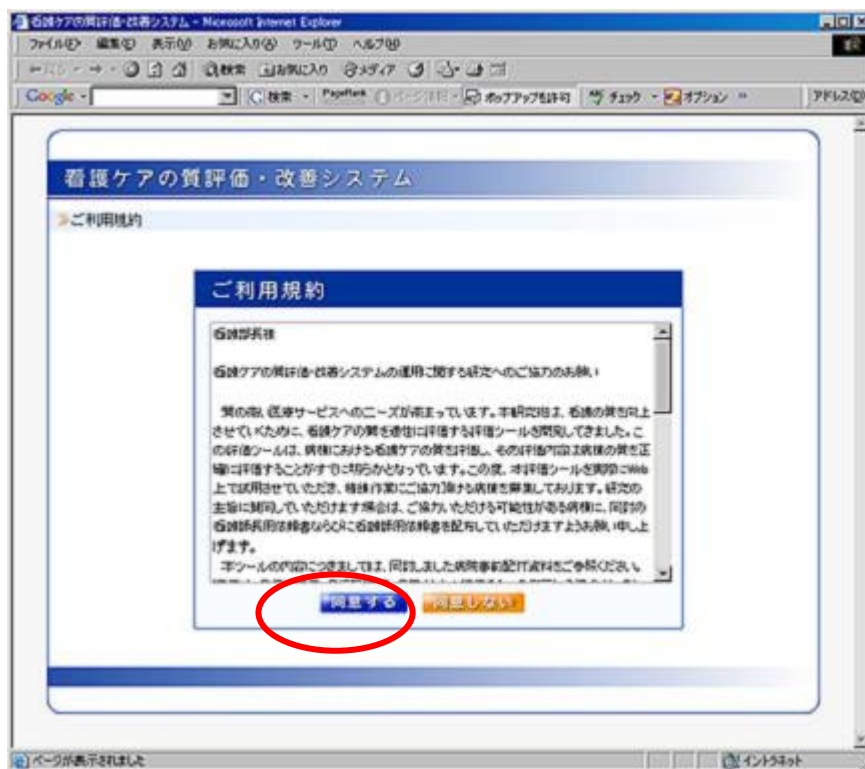 看護ケアの質評価・改善システム - Microsoft Internet Explorer
ファイル(F) 編集(E) 表示(V) お気に入り(A) ツール(T) ヘルプ(H)
検索 お気に入り メディア
Google 検索 PageRank ポップアップを許可 チェック オプション アドレス(D)
看護ケアの質評価・改善システム
ご利用規約
ご利用規約
看護部長様
看護ケアの質評価・改善システムの運用に関する研究へのご協力のお願い
質の高い医療サービスへのニーズが高まっています。本研究班は、看護の質を向上
させていくために、看護ケアの質を適正に評価する評価ツールを開発してきました。こ
の評価ツールは、病棟における看護ケアの質を評価し、その評価内容は病棟の質を正
確に評価することがすでに明らかとなっています。この度、本評価ツールを実際にWeb
上で試用させていただき、精錬作業にご協力頂ける病棟を募集しております。研究の
主旨に賛同していただけます場合は、ご協力いただける可能性がある病棟に、同封の
看護師長用依頼書ならびに看護師用依頼書を配布していただけますようお願い申し上
げます。
本ツールの内容につきましては、同封しました病院事前配付資料をご参照ください。
同意する 同意しない
ページが表示されました イントラネット